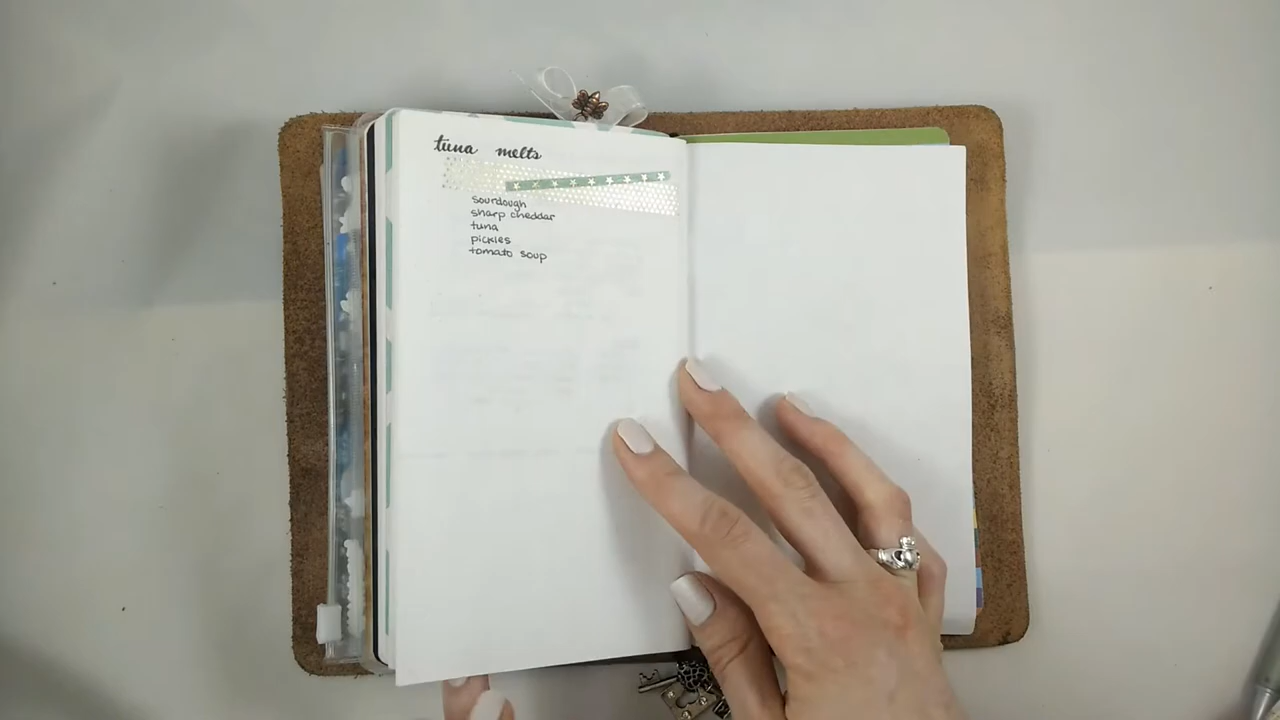 tuna melts
sourdough
sharp cheddar
tuna
pickles
tomato soup